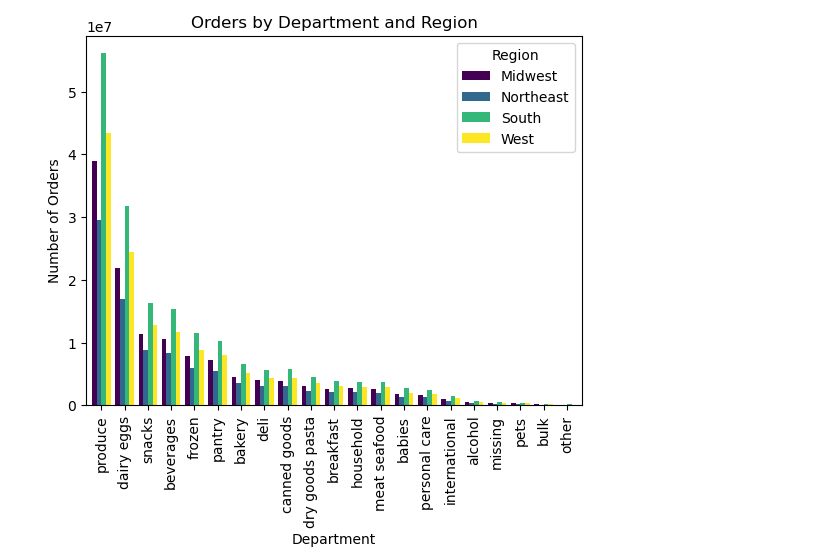 Orders by Department and Region
1e7
Region
Midwest
Northeast
South
West
5
4
3
2
1
0
Number of Orders
produce
dairy eggs
snacks
beverages
frozen
pantry
bakery
deli
canned goods
dry goods pasta
breakfast
household
meat seafood
babies
personal care
international
alcohol
missing
pets
bulk
other
Department